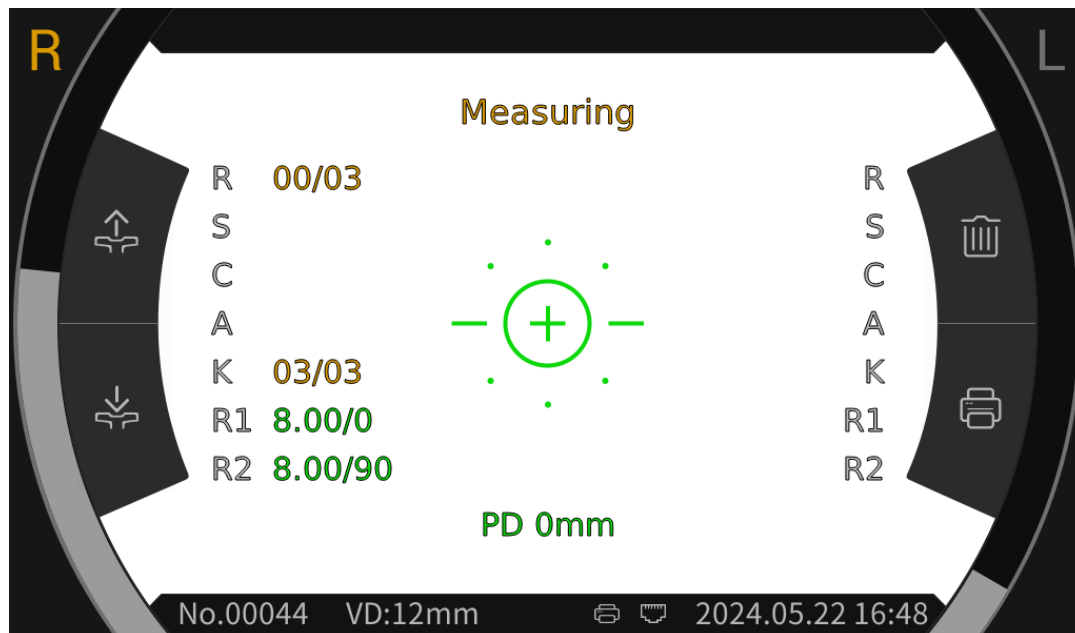 R L
Measuring
R 00/03 R
S S
C C
A A
K 03/03 K
R1 8.00/0 R1
R2 8.00/90 R2
PD 0mm
No.00044 VD:12mm 2024.05.22 16:48